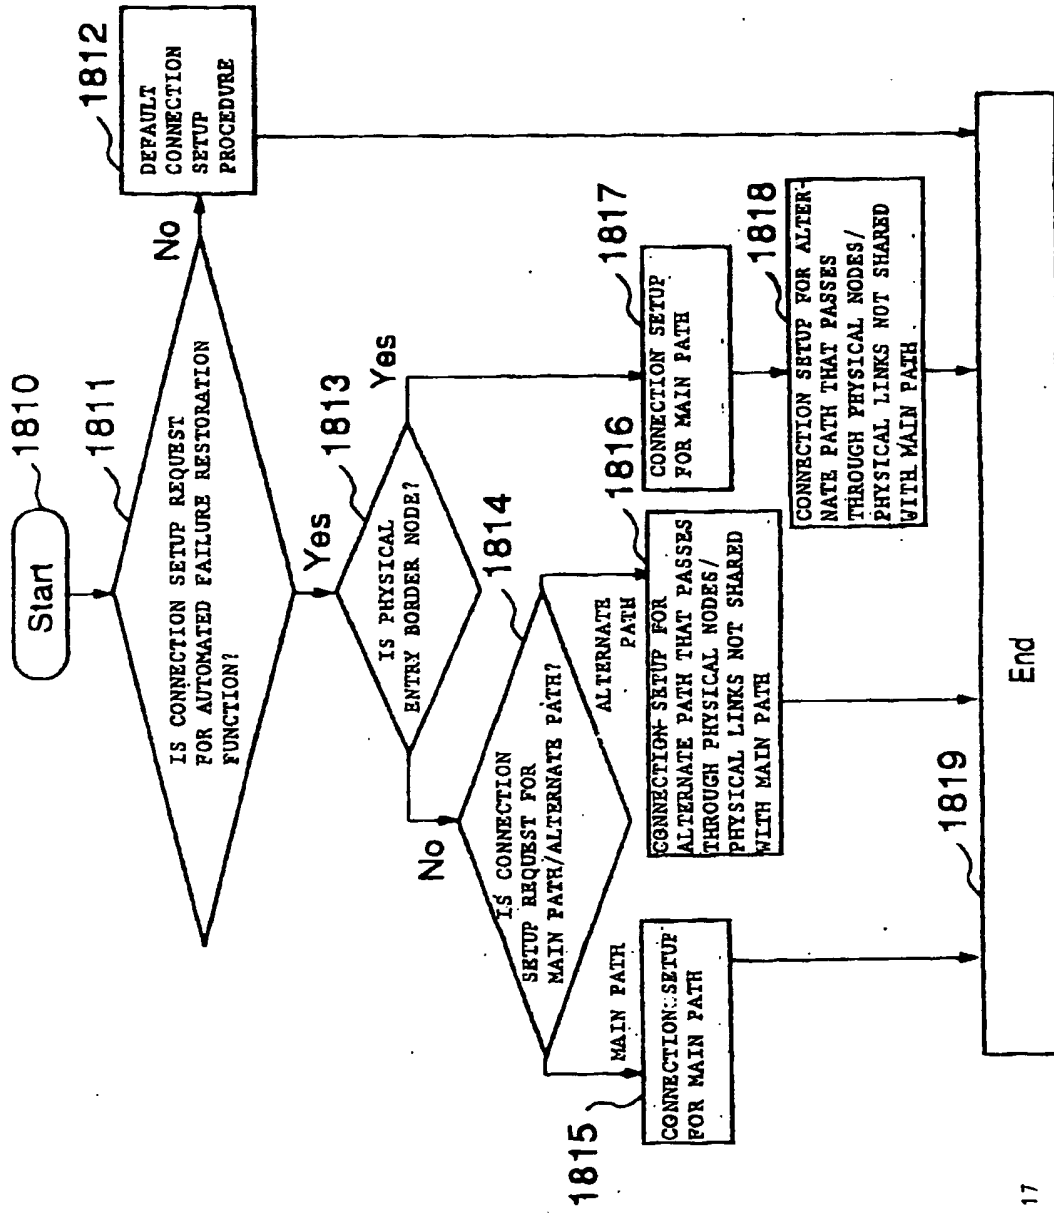 Start
1810
IS CONNECTION SETUP REQUEST
FOR AUTOMATED FAILURE RESTORATION
FUNCTION?
1811
No
DEFAULT
CONNECTION
SETUP
PROCEDURE
1812
Yes
IS PHYSICAL
ENTRY BORDER NODE?
1813
Yes
No
IS CONNECTION
SETUP REQUEST FOR
MAIN PATH/ALTERNATE PATH?
1814
MAIN PATH
ALTERNATE
PATH
1815
CONNECTION SETUP
FOR MAIN PATH
1816
CONNECTION SETUP FOR
ALTERNATE PATH THAT PASSES
THROUGH PHYSICAL NODES/
PHYSICAL LINKS NOT SHARED
WITH MAIN PATH
1817
CONNECTION SETUP
FOR MAIN PATH
1818
CONNECTION SETUP FOR ALTER-
NATE PATH THAT PASSES
THROUGH PHYSICAL NODES/
PHYSICAL LINKS NOT SHARED
WITH MAIN PATH
1819
End
17